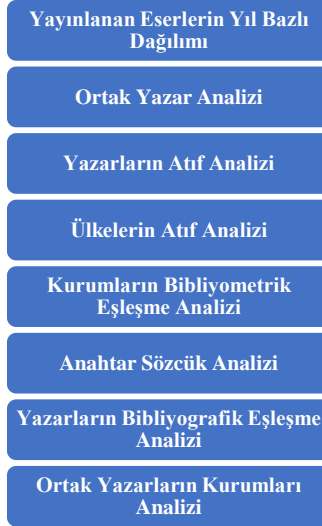 Yayınlanan Eserlerin Yıl Bazlı
Dağılımı
Ortak Yazar Analizi
Yazarların Atıf Analizi
Ülkelerin Atıf Analizi
Kurumların Bibliyometrik
Eşleşme Analizi
Anahtar Sözcük Analizi
Yazarların Bibliyografik Eşleşme
Analizi
Ortak Yazarların Kurumları
Analizi